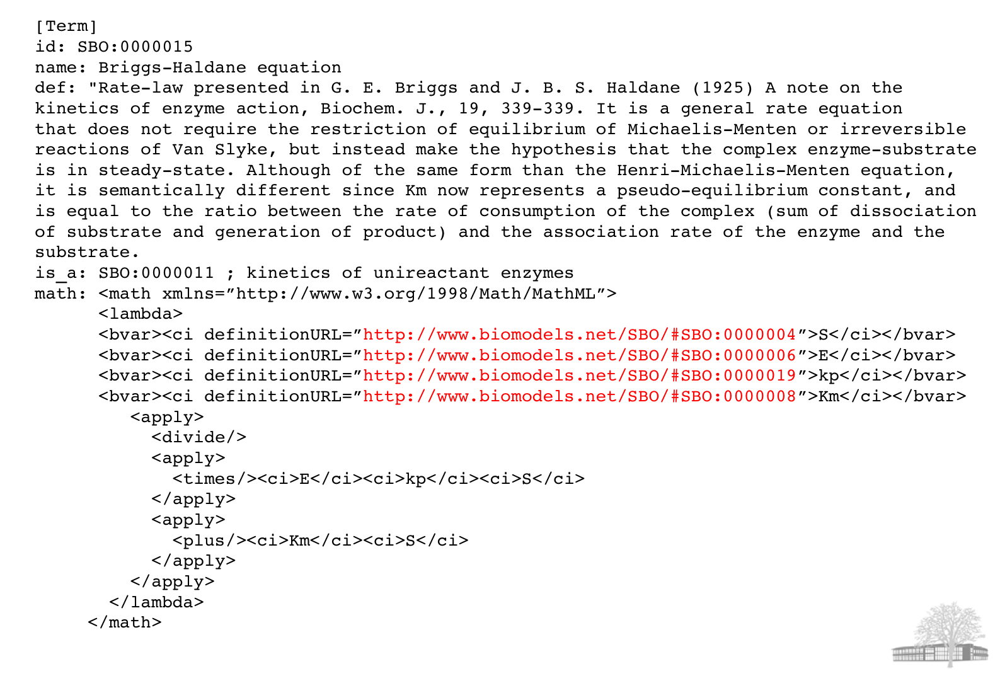 [Term]
id: SBO:0000015
name: Briggs-Haldane equation
def: "Rate-law presented in G. E. Briggs and J. B. S. Haldane (1925) A note on the
kinetics of enzyme action, Biochem. J., 19, 339-339. It is a general rate equation
that does not require the restriction of equilibrium of Michaelis-Menten or irreversible
reactions of Van Slyke, but instead make the hypothesis that the complex enzyme-substrate
is in steady-state. Although of the same form than the Henri-Michaelis-Menten equation,
it is semantically different since Km now represents a pseudo-equilibrium constant, and
is equal to the ratio between the rate of consumption of the complex (sum of dissociation
of substrate and generation of product) and the association rate of the enzyme and the
substrate.
is_a: SBO:0000011 ; kinetics of unireactant enzymes
math: <math xmlns=”http://www.w3.org/1998/Math/MathML”>
<lambda>
<bvar><ci definitionURL=”http://www.biomodels.net/SBO/#SBO:0000004”>S</ci></bvar>
<bvar><ci definitionURL=”http://www.biomodels.net/SBO/#SBO:0000006”>E</ci></bvar>
<bvar><ci definitionURL=”http://www.biomodels.net/SBO/#SBO:0000019”>kp</ci></bvar>
<bvar><ci definitionURL=”http://www.biomodels.net/SBO/#SBO:0000008”>Km</ci></bvar>
<apply>
<divide/>
<apply>
<times/><ci>E</ci><ci>kp</ci><ci>S</ci>
</apply>
<apply>
<plus/><ci>Km</ci><ci>S</ci>
</apply>
</apply>
</lambda>
</math>